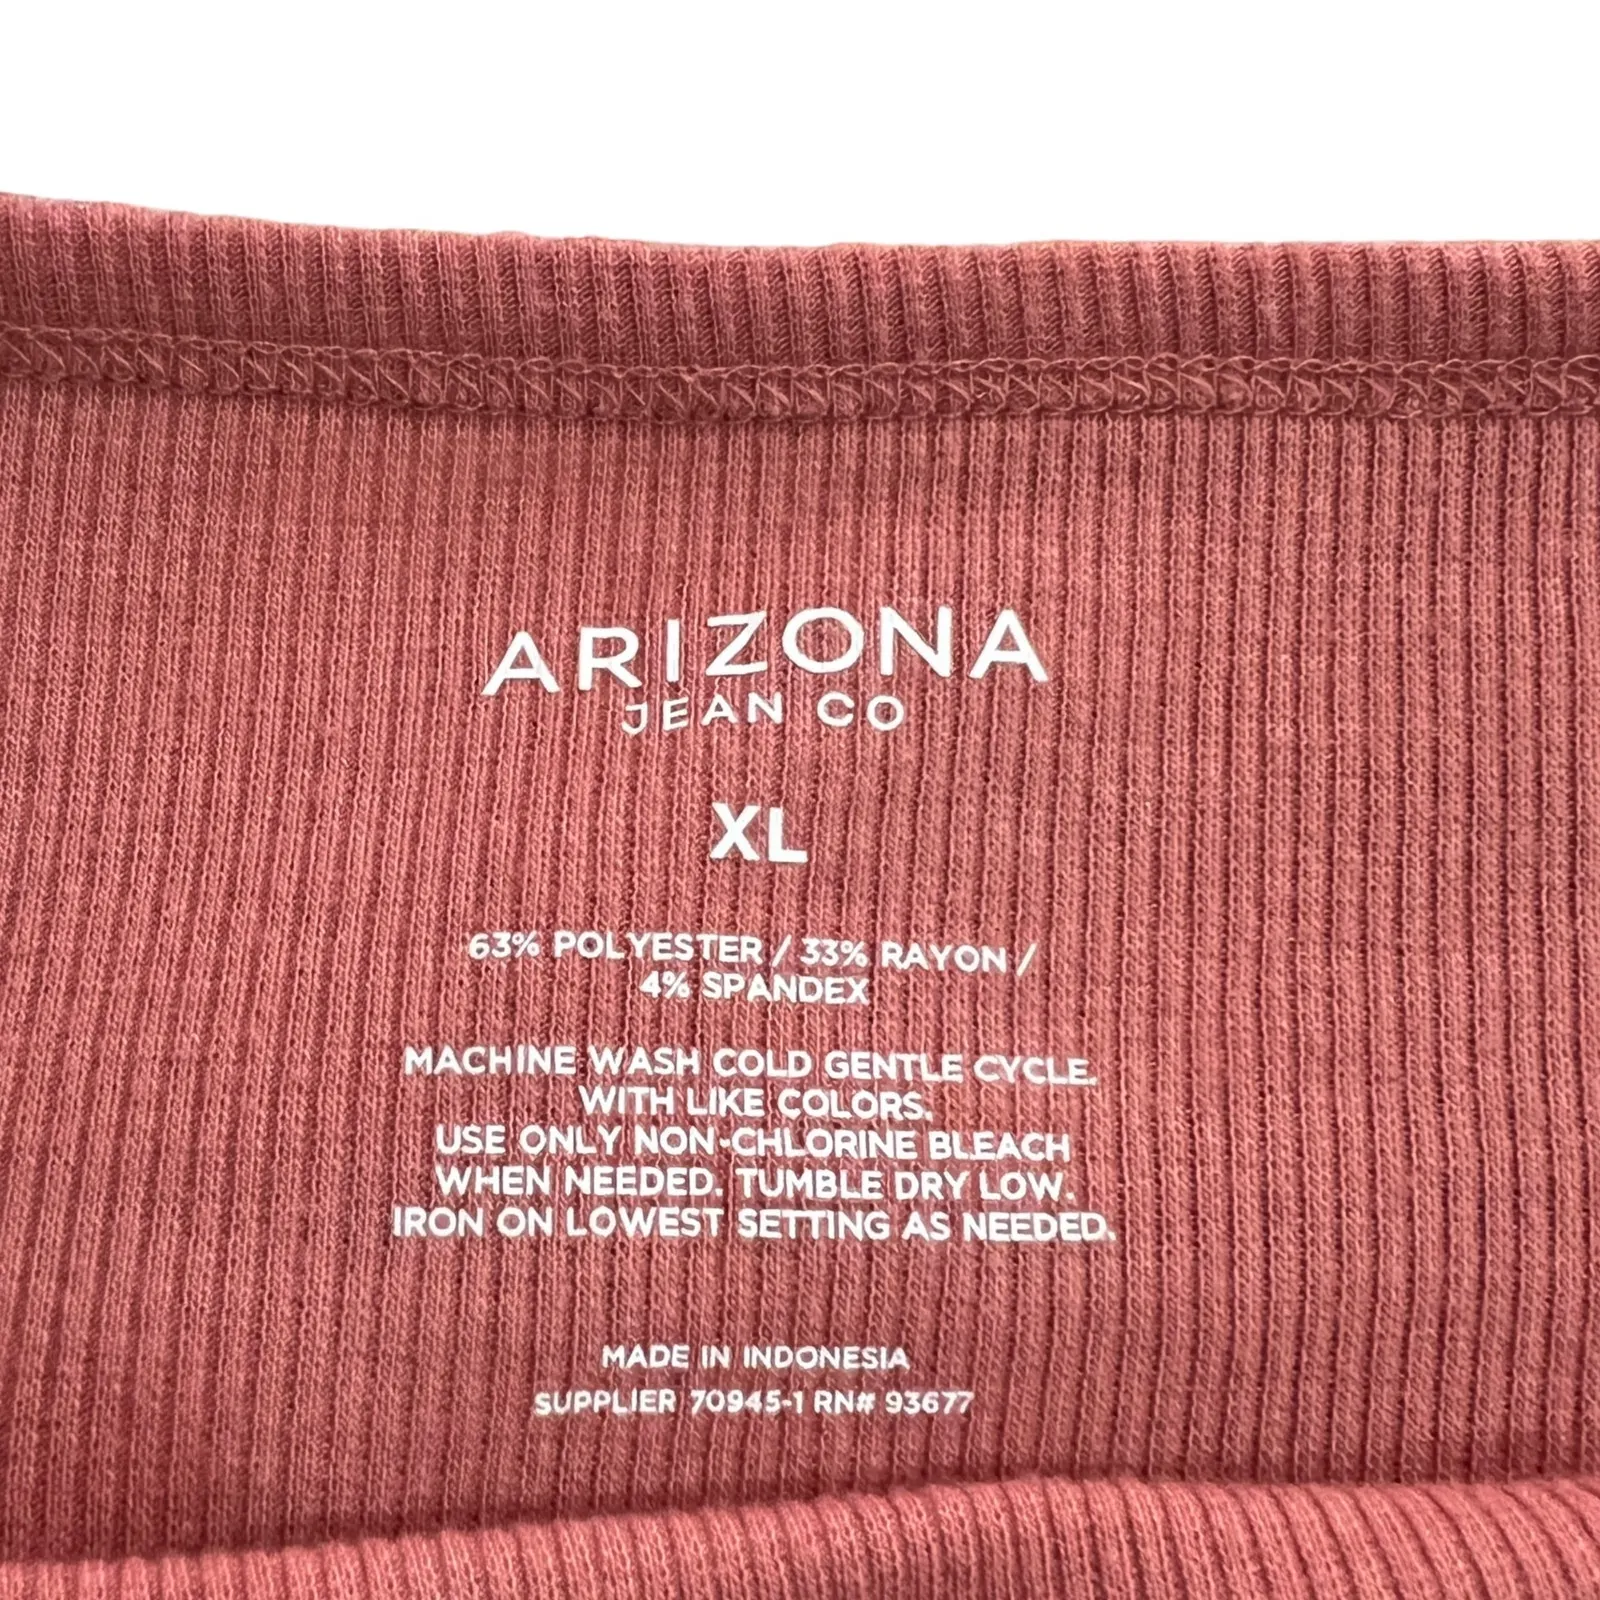 ARIZONA
JEAN CO
XL
63% POLYESTER / 33% RAYON /
4% SPANDEX
MACHINE WASH COLD GENTLE CYCLE.
WITH LIKE COLORS.
USE ONLY NON-CHLORINE BLEACH
WHEN NEEDED. TUMBLE DRY LOW.
IRON ON LOWEST SETTING AS NEEDED.
MADE IN INDONESIA
SUPPLIER 70945-1 RN# 93677